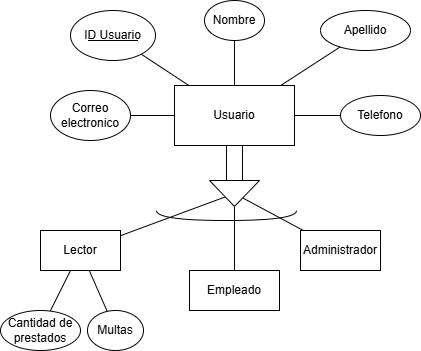 Nombre
ID Usuario
Apellido
Correo
electronico
Usuario
Telefono
Lector
Administrador
Empleado
Cantidad de
prestados
Multas